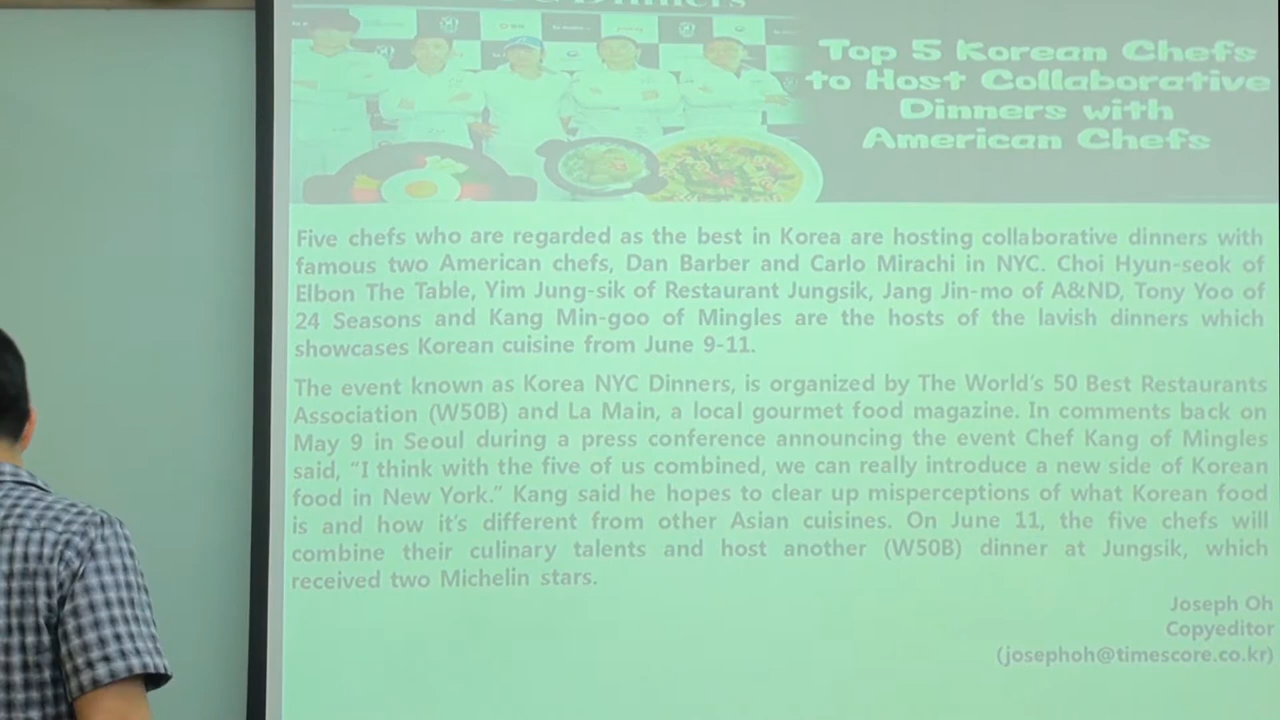 Dinners
50
Top 5 Korean Chefs
to Host Collaborative
Dinners with
American Chefs
Five chefs who are regarded as the best in Korea are hosting collaborative dinners with
famous two American chefs, Dan Barber and Carlo Mirachi in NYC. Choi Hyun-seok of
Elbon The Table, Yim Jung-sik of Restaurant Jungsik, Jang Jin-mo of A&ND, Tony Yoo of
24 Seasons and Kang Min-goo of Mingles are the hosts of the lavish dinners which
showcases Korean cuisine from June 9-11.
The event known as Korea NYC Dinners, is organized by The World's 50 Best Restaurants
Association (W50B) and La Main, a local gourmet food magazine. In comments back on
May 9 in Seoul during a press conference announcing the event Chef Kang of Mingles
said, “I think with the five of us combined, we can really introduce a new side of Korean
food in New York.” Kang said he hopes to clear up misperceptions of what Korean food
is and how it's different from other Asian cuisines. On June 11, the five chefs will
combine their culinary talents and host another (W50B) dinner at Jungsik, which
received two Michelin stars.
Joseph Oh
Copyeditor
(josephoh@timescore.co.kr)